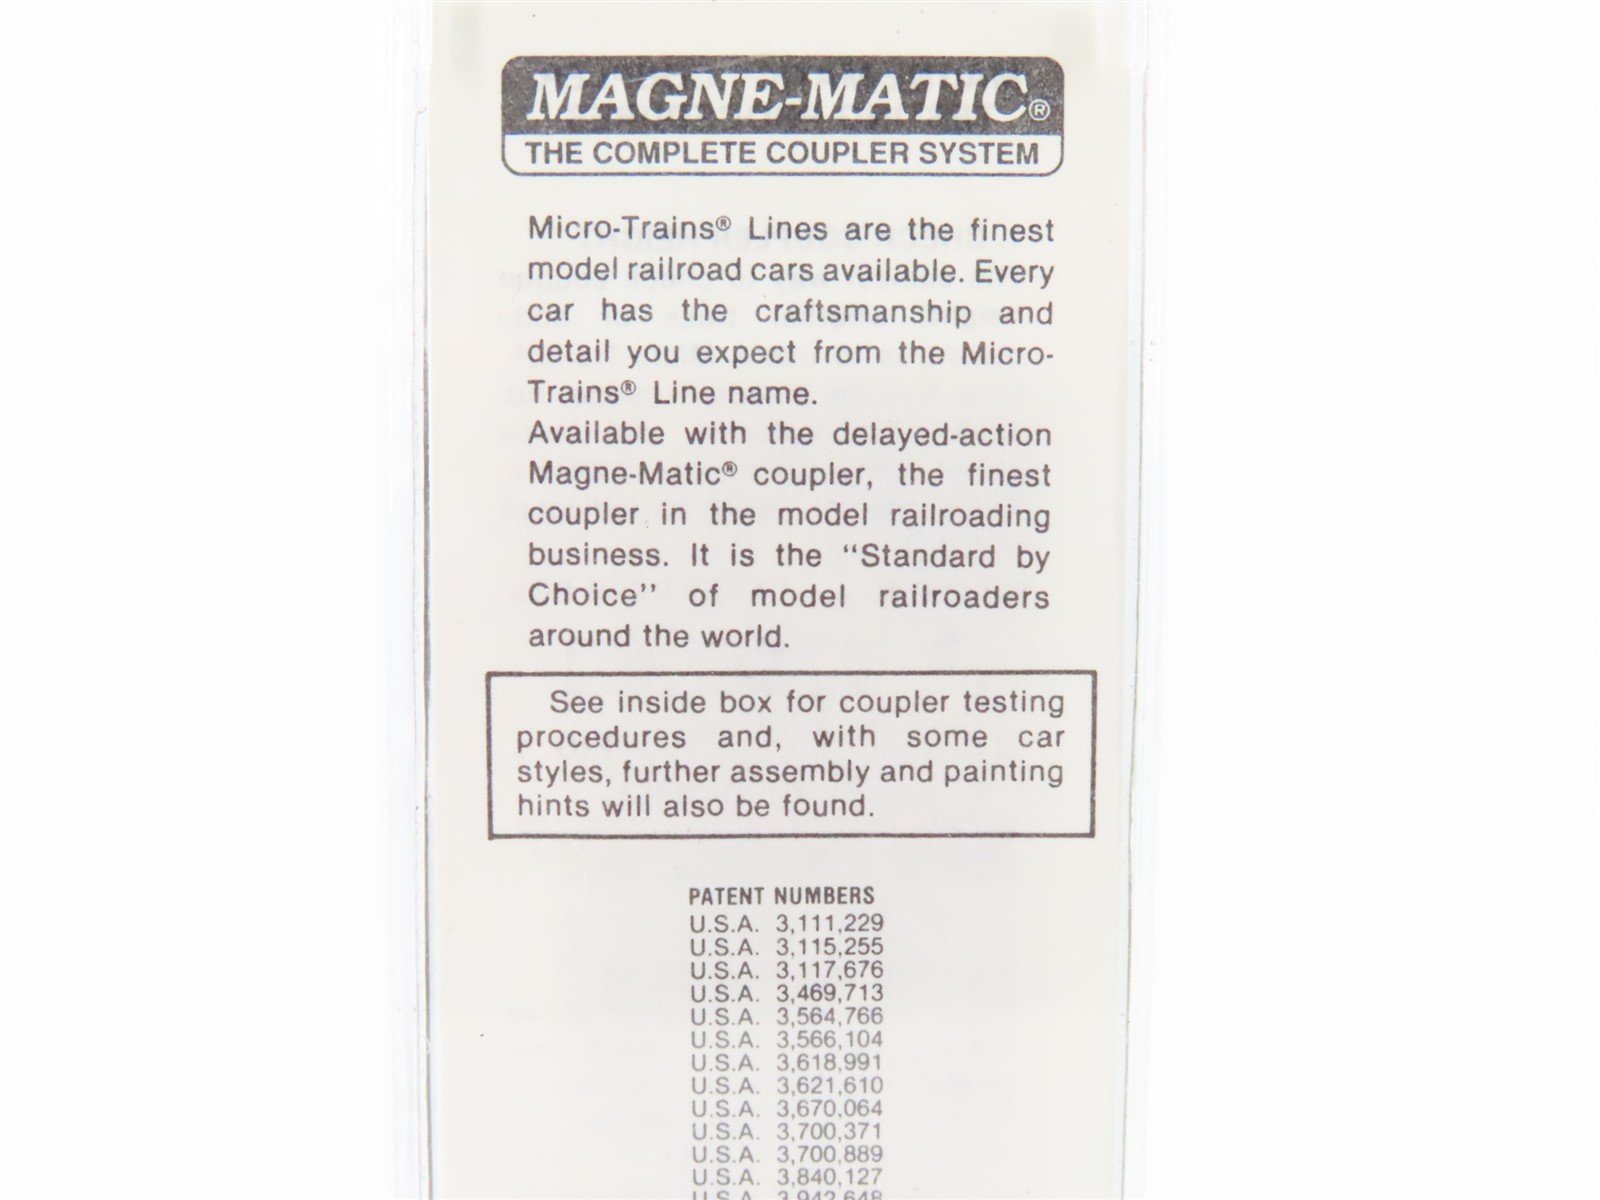 MAGNE-MATIC®
THE COMPLETE COUPLER SYSTEM
Micro-Trains® Lines are the finest
model railroad cars available. Every
car has the craftsmanship and
detail you expect from the Micro-
Trains® Line name.
Available with the delayed-action
Magne-Matic® coupler, the finest
coupler in the model railroading
business. It is the “Standard by
Choice” of model railroaders
around the world.
See inside box for coupler testing
procedures and, with some car
styles, further assembly and painting
hints will also be found.
PATENT NUMBERS
U.S.A. 3,111,229
U.S.A. 3,115,255
U.S.A. 3,117,676
U.S.A. 3,469,713
U.S.A. 3,564,766
U.S.A. 3,566,104
U.S.A. 3,618,991
U.S.A. 3,621,610
U.S.A. 3,670,064
U.S.A. 3,700,371
U.S.A. 3,700,889
U.S.A. 3,840,127
U.S.A. 3,942,648